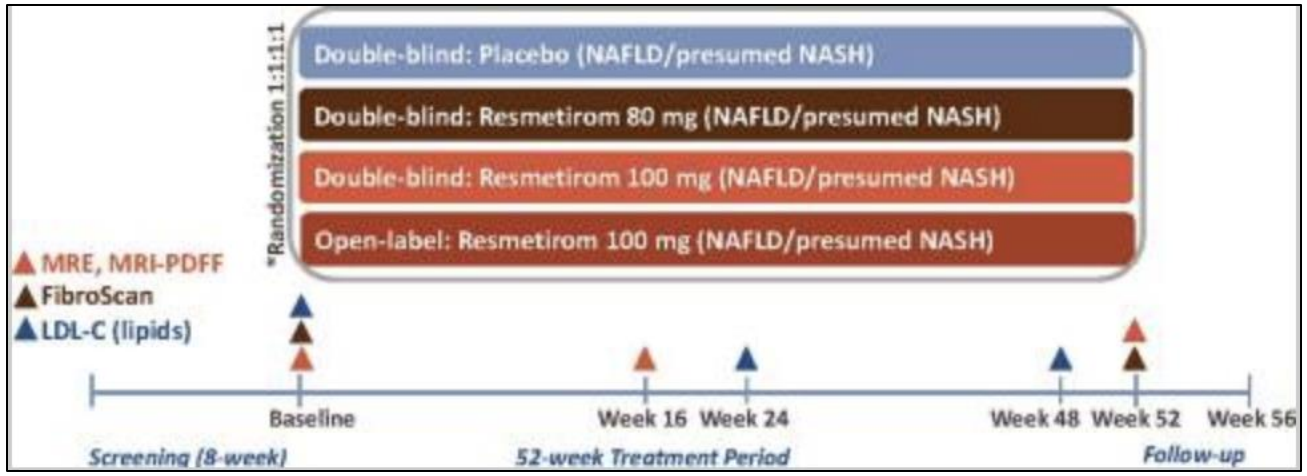 *Randomization 1:1:1:1
Double-blind: Placebo (NAFLD/presumed NASH)
Double-blind: Resmetirom 80 mg (NAFLD/presumed NASH)
Double-blind: Resmetirom 100 mg (NAFLD/presumed NASH)
Open-label: Resmetirom 100 mg (NAFLD/presumed NASH)
MRE, MRI-PDFF
FibroScan
LDL-C (lipids)
Baseline Week 16 Week 24 Week 48 Week 52 Week 56
Screening (8-week) 52-week Treatment Period Follow-up